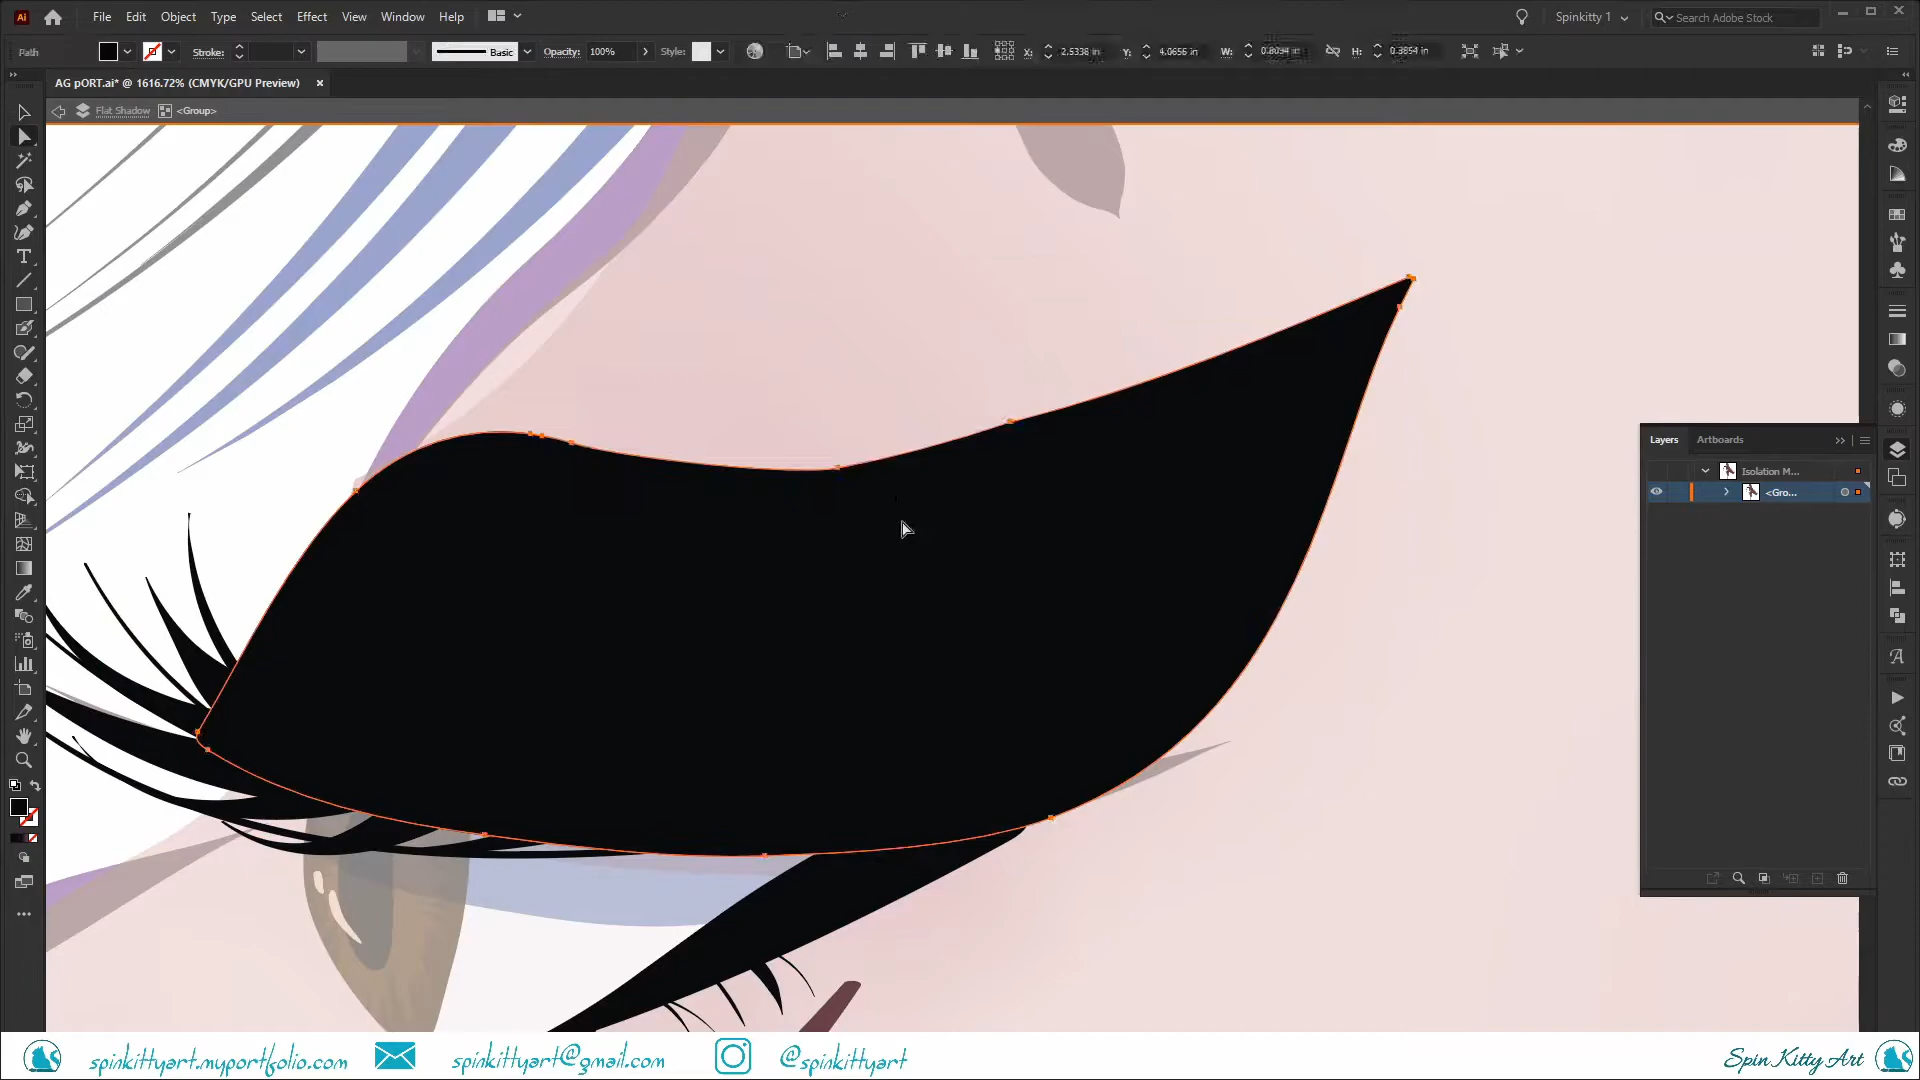 Ai File Edit Object Type Select Effect View Window Help Spinkitty 1 Search Adobe Stock
Path Stroke: Basic Opacity: 100% Style: X: 2.5338 in Y: 4.0656 in W: H: 0.3854 in
AG pORT.ai* @ 1616.72% (CMYK/GPU Preview) ×
Flat Shadow <Group>
Layers Artboards
Isolation M...
<Gro...
spinkittyart.myportfolio.com spinkittyart@gmail.com @spinkittyart Spin Kitty Art